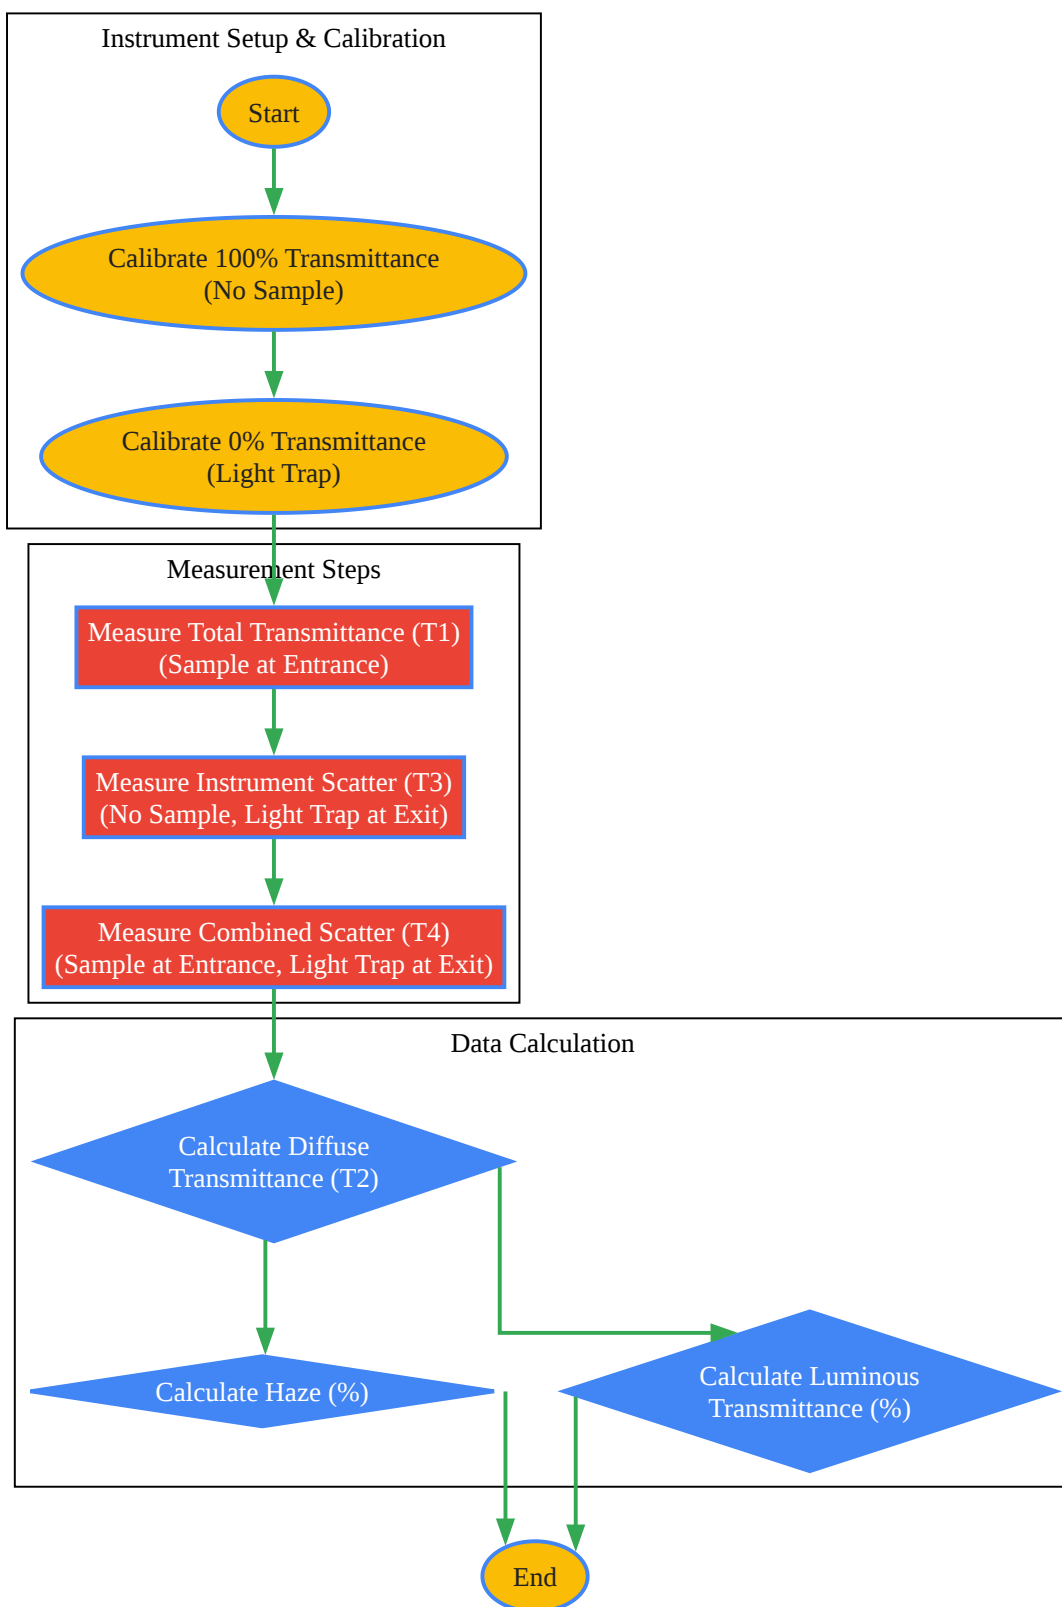 Instrument Setup & Calibration
Start
Calibrate 100% Transmittance
(No Sample)
Calibrate 0% Transmittance
(Light Trap)
Measurement Steps
Measure Total Transmittance (T1)
(Sample at Entrance)
Measure Instrument Scatter (T3)
(No Sample, Light Trap at Exit)
Measure Combined Scatter (T4)
(Sample at Entrance, Light Trap at Exit)
Data Calculation
Calculate Diffuse
Transmittance (T2)
Calculate Haze (%)
Calculate Luminous
Transmittance (%)
End